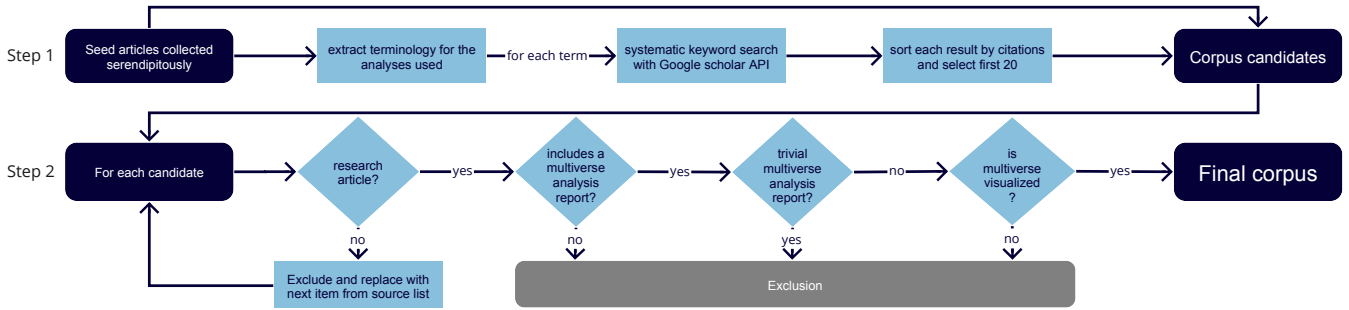 Step 1
Seed articles collected
serendipitously
extract terminology for the
analyses used
for each term
systematic keyword search
with Google scholar API
sort each result by citations
and select first 20
Corpus candidates
Step 2
For each candidate
research
article?
yes
includes a
multiverse
analysis
report?
yes
trivial
multiverse
analysis
report?
no
is
multiverse
visualized
?
yes
Final corpus
no
no
yes
no
Exclude and replace with
next item from source list
Exclusion